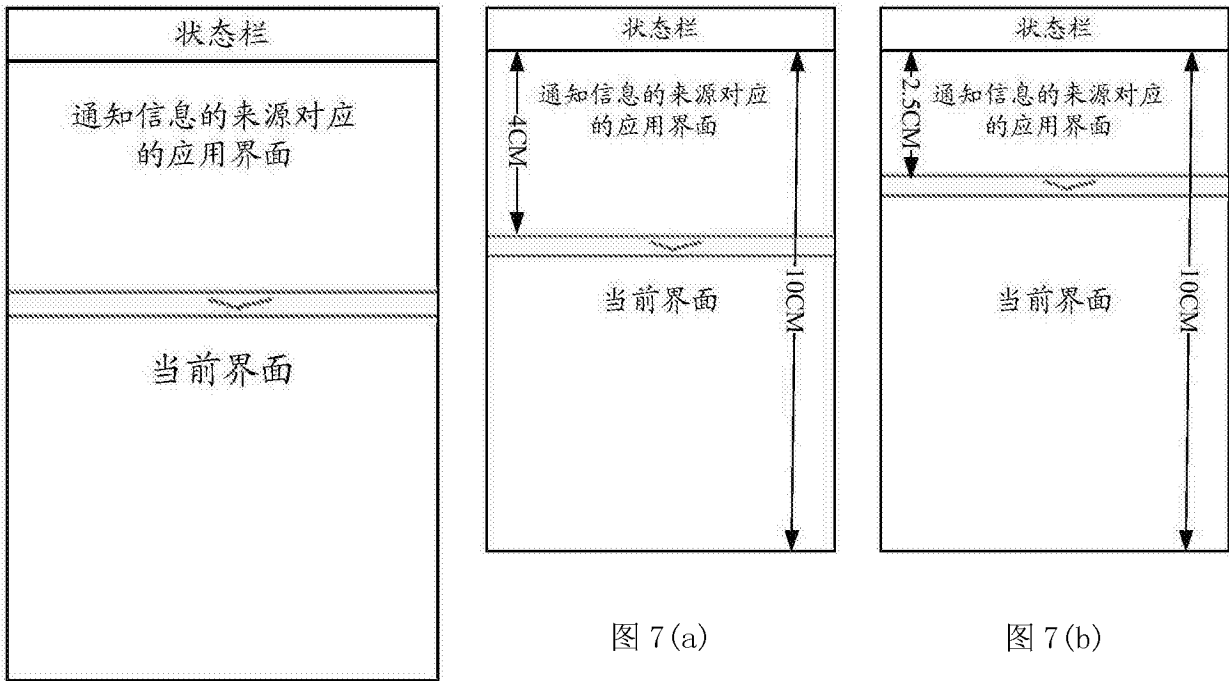 状态栏
通知信息的来源对应
的应用界面
当前界面
状态栏
4CM
通知信息的来源对应
的应用界面
10CM
当前界面
图 7(a)
状态栏
2.5CM
通知信息的来源对应
的应用界面
10CM
当前界面
图 7(b)